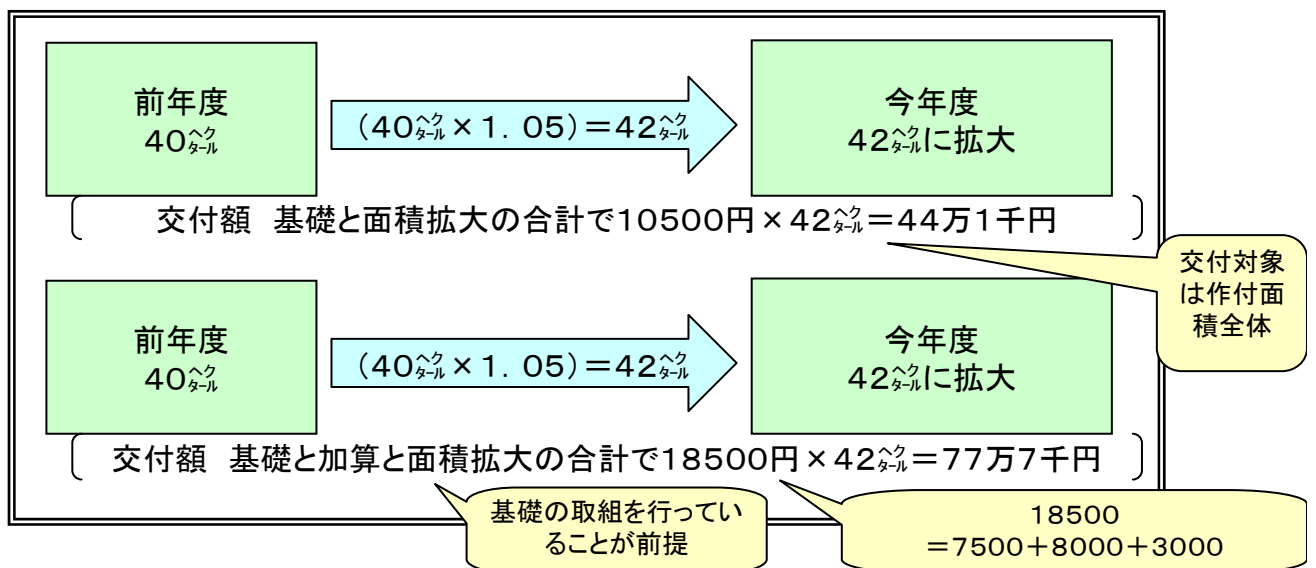 前年度
40㌶
(40㌶×1.05)=42㌶
今年度
42㌶に拡大
交付額 基礎と面積拡大の合計で10500円×42㌶=44万1千円
交付対象
は作付面
積全体
前年度
40㌶
(40㌶×1.05)=42㌶
今年度
42㌶に拡大
交付額 基礎と加算と面積拡大の合計で18500円×42㌶=77万7千円
基礎の取組を行ってい
ることが前提
18500
=7500+8000+3000